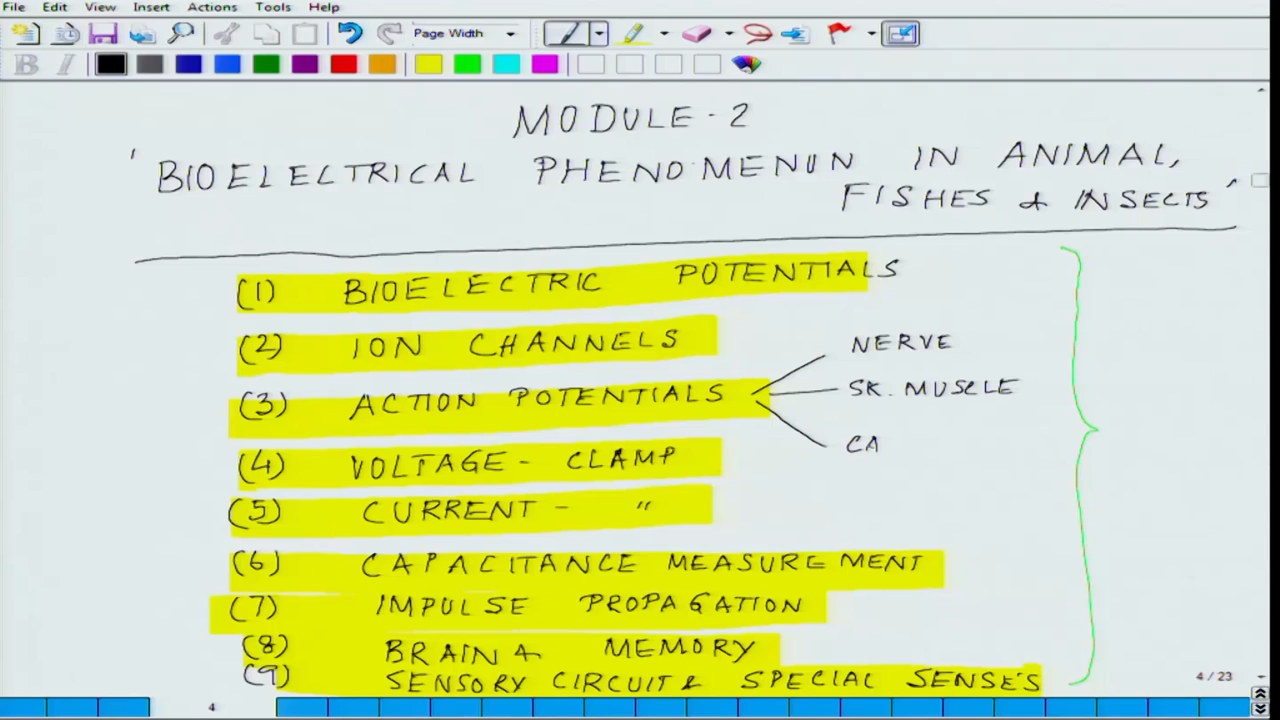 File Edit View Insert Actions Tools Help
Page Width
B I
MODULE-2
'BIOELECTRICAL PHENOMENON IN ANIMAL,
FISHES & INSECTS'
(1) BIOELECTRIC POTENTIALS
(2) ION CHANNELS
NERVE
(3) ACTION POTENTIALS
SK. MUSCLE
CA
(4) VOLTAGE- CLAMP
(5) CURRENT- "
(6) CAPACITANCE MEASUREMENT
(7) IMPULSE PROPAGATION
(8) BRAIN & MEMORY
(9) SENSORY CIRCUIT & SPECIAL SENSE'S
4 / 23
4